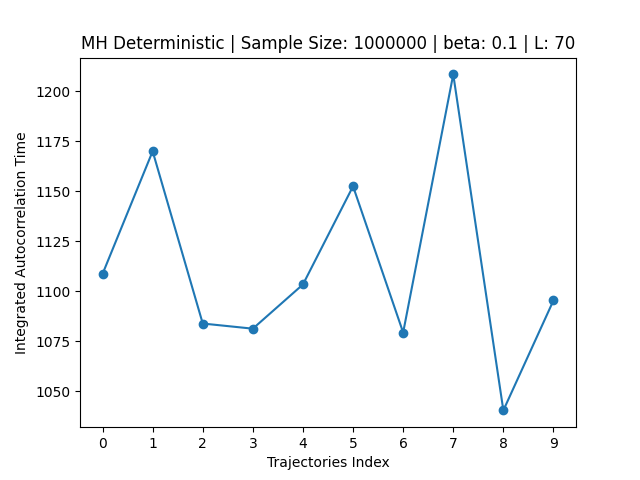 MH Deterministic | Sample Size: 1000000 | beta: 0.1 | L: 70
Integrated Autocorrelation Time
1200
1175
1150
1125
1100
1075
1050
0 1 2 3 4 5 6 7 8 9
Trajectories Index